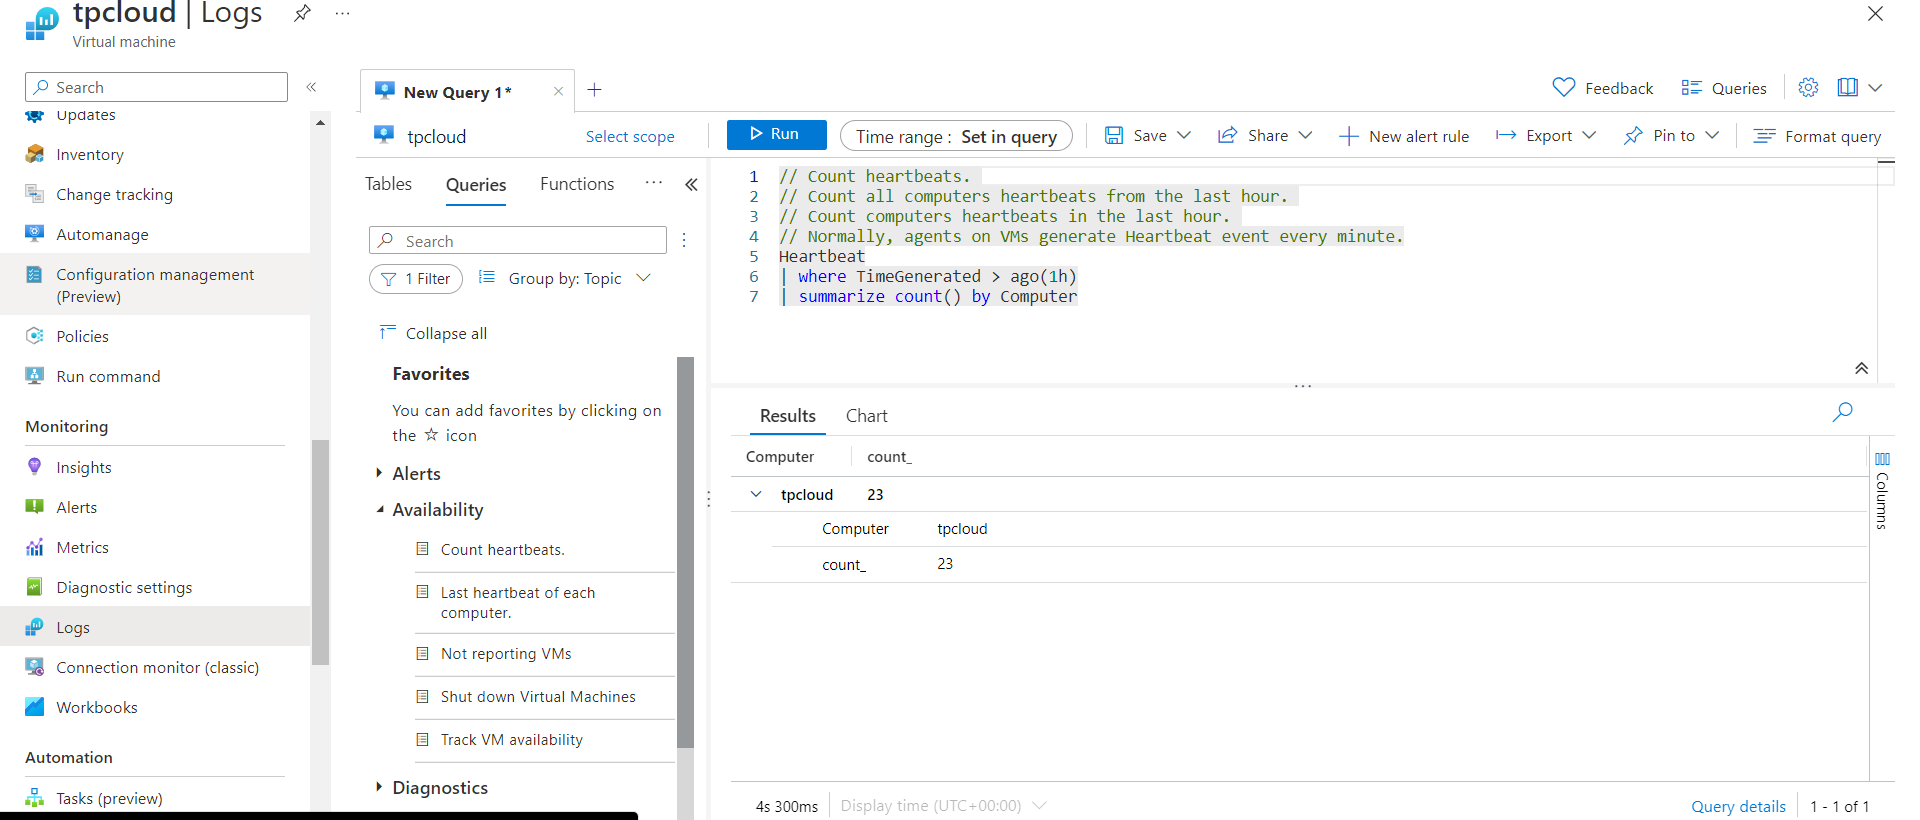 tpcloud | Logs
Virtual machine
Search
Updates
Inventory
Change tracking
Automanage
Configuration management
(Preview)
Policies
Run command
Monitoring
Insights
Alerts
Metrics
Diagnostic settings
Logs
Connection monitor (classic)
Workbooks
Automation
Tasks (preview)
New Query 1*
Feedback
Queries
tpcloud
Select scope
Run
Time range : Set in query
Save
Share
New alert rule
Export
Pin to
Format query
Tables
Queries
Functions
Search
1 Filter
Group by: Topic
Collapse all
Favorites
You can add favorites by clicking on
the ☆ icon
Alerts
Availability
Count heartbeats.
Last heartbeat of each
computer.
Not reporting VMs
Shut down Virtual Machines
Track VM availability
Diagnostics
1 // Count heartbeats.
2 // Count all computers heartbeats from the last hour.
3 // Count computers heartbeats in the last hour.
4 // Normally, agents on VMs generate Heartbeat event every minute.
5 Heartbeat
6 | where TimeGenerated > ago(1h)
7 | summarize count() by Computer
Results
Chart
Computer count_
tpcloud 23
Computer tpcloud
count_ 23
Columns
4s 300ms
Display time (UTC+00:00)
Query details
1 - 1 of 1